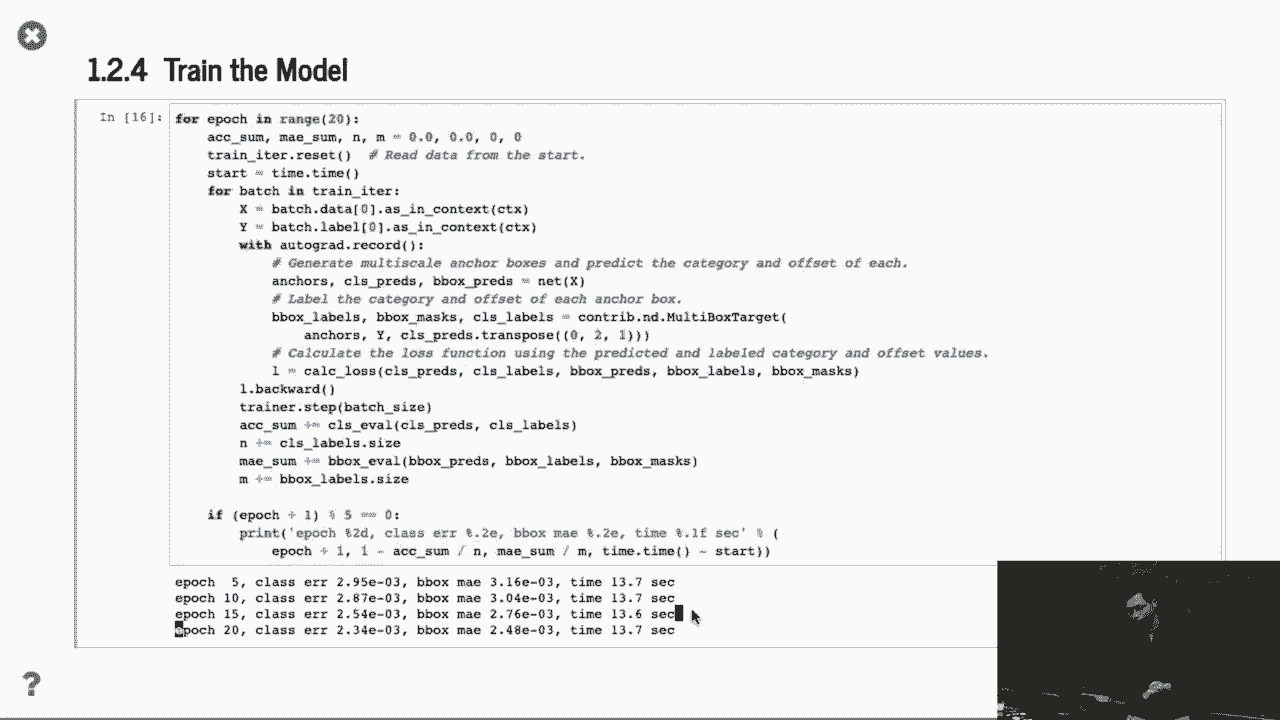 1.2.4 Train the Model
In [16]:
for epoch in range(20):
    acc_sum, mae_sum, n, m = 0.0, 0.0, 0, 0
    train_iter.reset()  # Read data from the start.
    start = time.time()
    for batch in train_iter:
        X = batch.data[0].as_in_context(ctx)
        Y = batch.label[0].as_in_context(ctx)
        with autograd.record():
            # Generate multiscale anchor boxes and predict the category and offset of each.
            anchors, cls_preds, bbox_preds = net(X)
            # Label the category and offset of each anchor box.
            bbox_labels, bbox_masks, cls_labels = contrib.nd.MultiBoxTarget(
                anchors, Y, cls_preds.transpose((0, 2, 1)))
            # Calculate the loss function using the predicted and labeled category and offset values.
            l = calc_loss(cls_preds, cls_labels, bbox_preds, bbox_labels, bbox_masks)
        l.backward()
        trainer.step(batch_size)
        acc_sum += cls_eval(cls_preds, cls_labels)
        n += cls_labels.size
        mae_sum += bbox_eval(bbox_preds, bbox_labels, bbox_masks)
        m += bbox_labels.size
    if (epoch + 1) % 5 == 0:
        print('epoch %2d, class err %.2e, bbox mae %.2e, time %.1f sec' % (
            epoch + 1, 1 - acc_sum / n, mae_sum / m, time.time() - start))
epoch  5, class err 2.95e-03, bbox mae 3.16e-03, time 13.7 sec
epoch 10, class err 2.87e-03, bbox mae 3.04e-03, time 13.7 sec
epoch 15, class err 2.54e-03, bbox mae 2.76e-03, time 13.6 sec
epoch 20, class err 2.34e-03, bbox mae 2.48e-03, time 13.7 sec
?